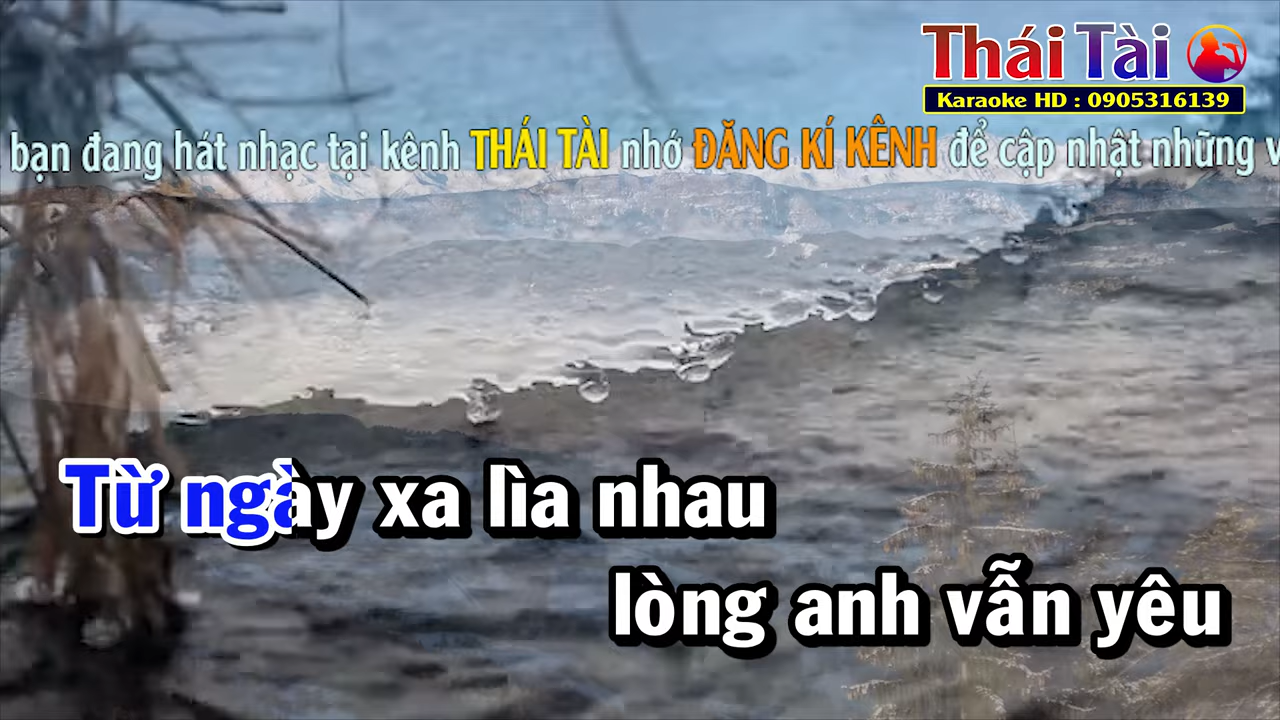 Thái Tài
Karaoke HD : 0905316139
bạn đang hát nhạc tại kênh THÁI TÀI nhớ ĐĂNG KÍ KÊNH để cập nhật những
Từ ngày xa lìa nhau
lòng anh vẫn yêu